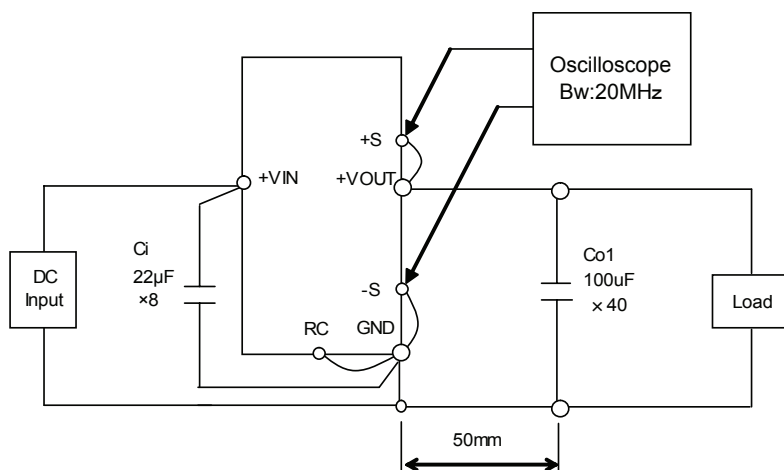 Oscilloscope
Bw:20MHz
+S
+VIN
+VOUT
Ci
22μF
×8
DC
Input
-S
Co1
100uF
× 40
Load
RC
GND
50mm